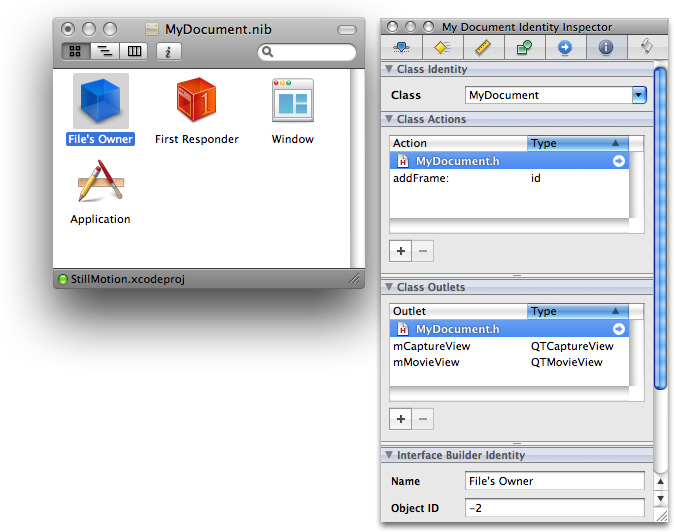 MyDocument.nib
File's Owner
First Responder
Window
Application
StillMotion.xcodeproj
My Document Identity Inspector
Class Identity
Class MyDocument
Class Actions
Action Type
MyDocument.h
addFrame: id
Class Outlets
Outlet Type
MyDocument.h
mCaptureView QTCaptureView
mMovieView QTMovieView
Interface Builder Identity
Name File's Owner
Object ID -2